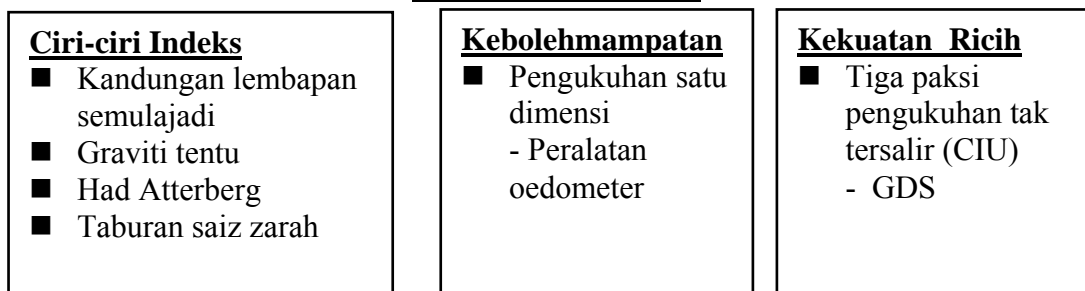 Ciri-ciri Indeks
■ Kandungan lembapan
semulajadi
■ Graviti tentu
■ Had Atterberg
■ Taburan saiz zarah
Kebolehmampatan
■ Pengukuhan satu
dimensi
- Peralatan
oedometer
Kekuatan Ricih
■ Tiga paksi
pengukuhan tak
tersalir (CIU)
- GDS